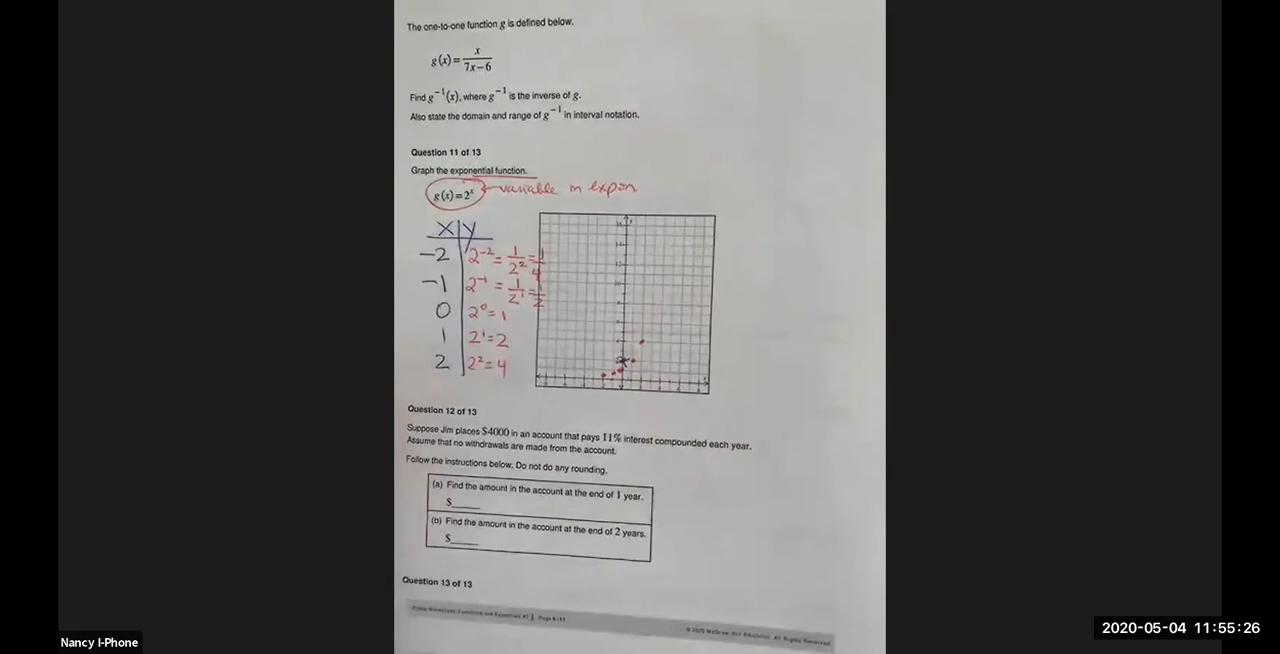 The one-to-one function g is defined below.
g(x)= x/(7x−6)
Find g⁻¹(x), where g⁻¹ is the inverse of g.
Also state the domain and range of g⁻¹ in interval notation.
Question 11 of 13
Graph the exponential function.
g(x)=2ˣ variable in expon
X | Y
−2 | 2⁻² = 1/2² = 1/4
−1 | 2⁻¹ = 1/2¹ = 1/2
0 | 2⁰ = 1
1 | 2¹ = 2
2 | 2² = 4
Question 12 of 13
Suppose Jim places $4000 in an account that pays 11% interest compounded each year.
Assume that no withdrawals are made from the account.
Follow the instructions below. Do not do any rounding.
(a) Find the amount in the account at the end of 1 year.
$____
(b) Find the amount in the account at the end of 2 years.
$____
Question 13 of 13
© 2020 McGraw-Hill Education. All Rights Reserved.
Nancy I-Phone
2020-05-04 11:55:26